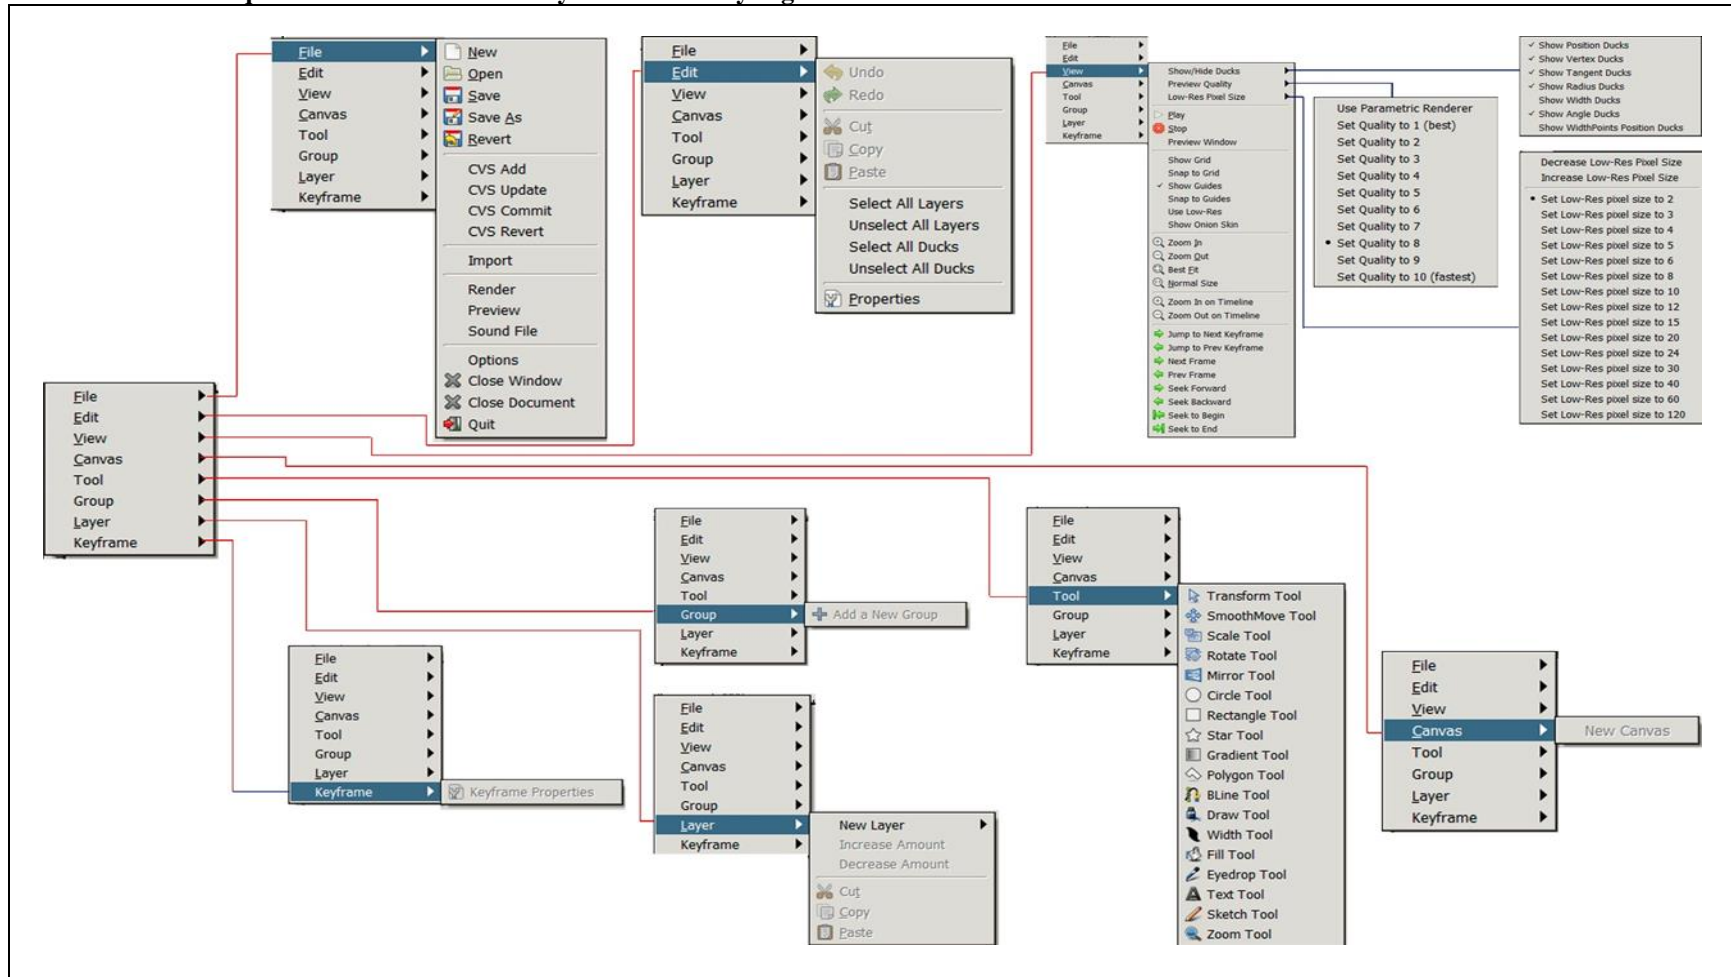 File
Edit
View
Canvas
Tool
Group
Layer
Keyframe
New
Open
Save
Save As
Revert
CVS Add
CVS Update
CVS Commit
CVS Revert
Import
Render
Preview
Sound File
Options
Close Window
Close Document
Quit
File
Edit
View
Canvas
Tool
Group
Layer
Keyframe
Undo
Redo
Cut
Copy
Paste
Select All Layers
Unselect All Layers
Select All Ducks
Unselect All Ducks
Properties
File
Edit
View
Canvas
Tool
Group
Layer
Keyframe
Show/Hide Ducks
Preview Quality
Low-Res Pixel Size
Play
Stop
Preview Window
Show Grid
Snap to Grid
Show Guides
Snap to Guides
Use Low-Res
Show Onion Skin
Zoom In
Zoom Out
Best Fit
Normal Size
Zoom In on Timeline
Zoom Out on Timeline
Jump to Next Keyframe
Jump to Prev Keyframe
Next Frame
Prev Frame
Seek Forward
Seek Backward
Seek to Begin
Seek to End
Use Parametric Renderer
Set Quality to 1 (best)
Set Quality to 2
Set Quality to 3
Set Quality to 4
Set Quality to 5
Set Quality to 6
Set Quality to 7
Set Quality to 8
Set Quality to 9
Set Quality to 10 (fastest)
Show Position Ducks
Show Vertex Ducks
Show Tangent Ducks
Show Radius Ducks
Show Width Ducks
Show Angle Ducks
Show WidthPoints Position Ducks
Decrease Low-Res Pixel Size
Increase Low-Res Pixel Size
Set Low-Res pixel size to 2
Set Low-Res pixel size to 3
Set Low-Res pixel size to 4
Set Low-Res pixel size to 5
Set Low-Res pixel size to 6
Set Low-Res pixel size to 8
Set Low-Res pixel size to 10
Set Low-Res pixel size to 12
Set Low-Res pixel size to 15
Set Low-Res pixel size to 20
Set Low-Res pixel size to 24
Set Low-Res pixel size to 30
Set Low-Res pixel size to 40
Set Low-Res pixel size to 60
Set Low-Res pixel size to 120
File
Edit
View
Canvas
Tool
Group
Layer
Keyframe
File
Edit
View
Canvas
Tool
Group
Layer
Keyframe
Add a New Group
File
Edit
View
Canvas
Tool
Group
Layer
Keyframe
Transform Tool
SmoothMove Tool
Scale Tool
Rotate Tool
Mirror Tool
Circle Tool
Rectangle Tool
Star Tool
Gradient Tool
Polygon Tool
BLine Tool
Draw Tool
Width Tool
Fill Tool
Eyedrop Tool
Text Tool
Sketch Tool
Zoom Tool
File
Edit
View
Canvas
Tool
Group
Layer
Keyframe
New Canvas
File
Edit
View
Canvas
Tool
Group
Layer
Keyframe
Keyframe Properties
File
Edit
View
Canvas
Tool
Group
Layer
Keyframe
New Layer
Increase Amount
Decrease Amount
Cut
Copy
Paste